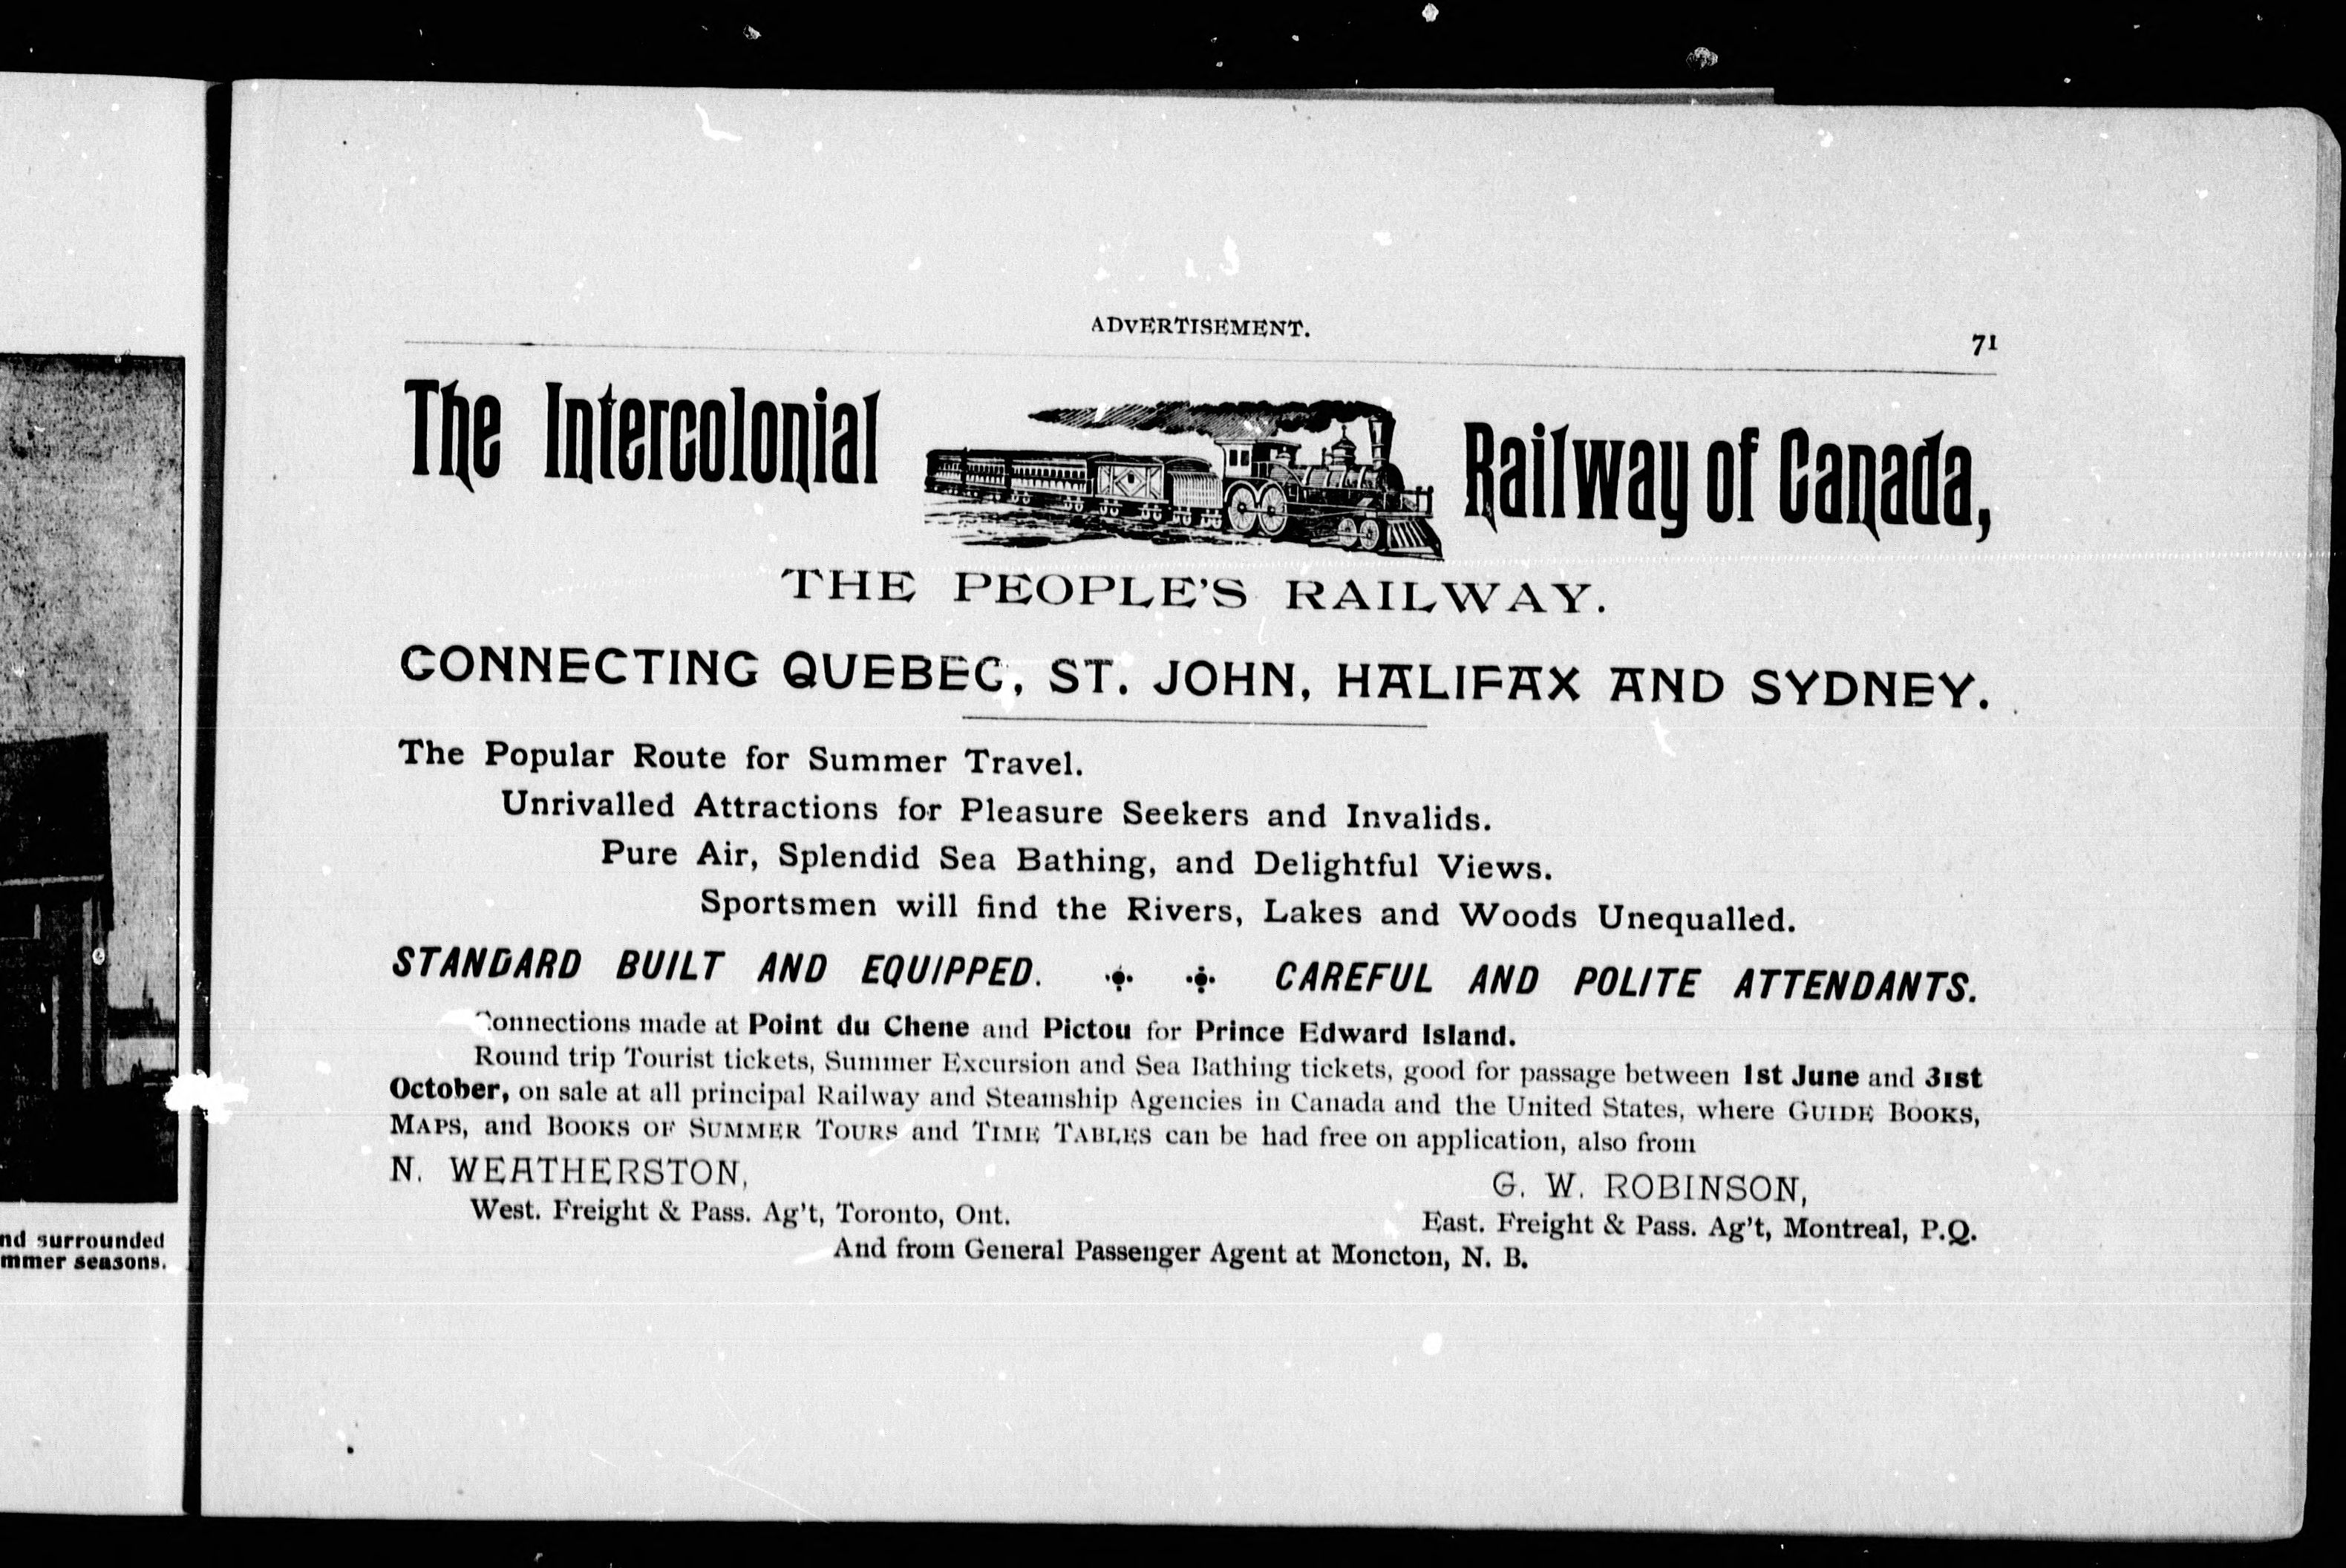 nd surrounded
mmer seasons.
ADVERTISEMENT.
71
The Intercolonial Railway of Canada,
THE PEOPLE'S RAILWAY.
CONNECTING QUEBEC, ST. JOHN, HALIFAX AND SYDNEY.
The Popular Route for Summer Travel.
Unrivalled Attractions for Pleasure Seekers and Invalids.
Pure Air, Splendid Sea Bathing, and Delightful Views.
Sportsmen will find the Rivers, Lakes and Woods Unequalled.
STANDARD BUILT AND EQUIPPED. CAREFUL AND POLITE ATTENDANTS.
Connections made at Point du Chene and Pictou for Prince Edward Island.
Round trip Tourist tickets, Summer Excursion and Sea Bathing tickets, good for passage between 1st June and 31st
October, on sale at all principal Railway and Steamship Agencies in Canada and the United States, where GUIDE BOOKS,
MAPS, and BOOKS OF SUMMER TOURS and TIME TABLES can be had free on application, also from
N. WEATHERSTON,
West. Freight & Pass. Ag't, Toronto, Ont.
G. W. ROBINSON,
East. Freight & Pass. Ag't, Montreal, P.Q.
And from General Passenger Agent at Moncton, N. B.